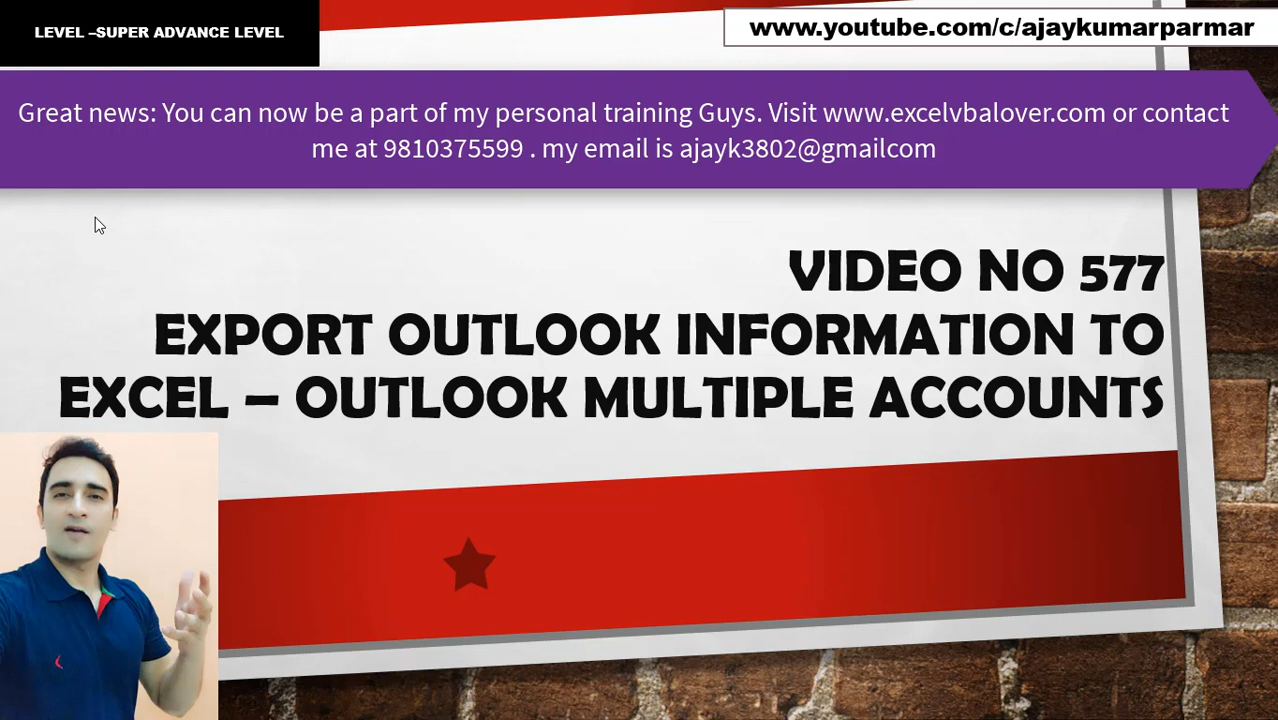 LEVEL –SUPER ADVANCE LEVEL
www.youtube.com/c/ajaykumarparmar
Great news: You can now be a part of my personal training Guys. Visit www.excelvbalover.com or contact
me at 9810375599 . my email is ajayk3802@gmailcom
VIDEO NO 577
EXPORT OUTLOOK INFORMATION TO
EXCEL – OUTLOOK MULTIPLE ACCOUNTS